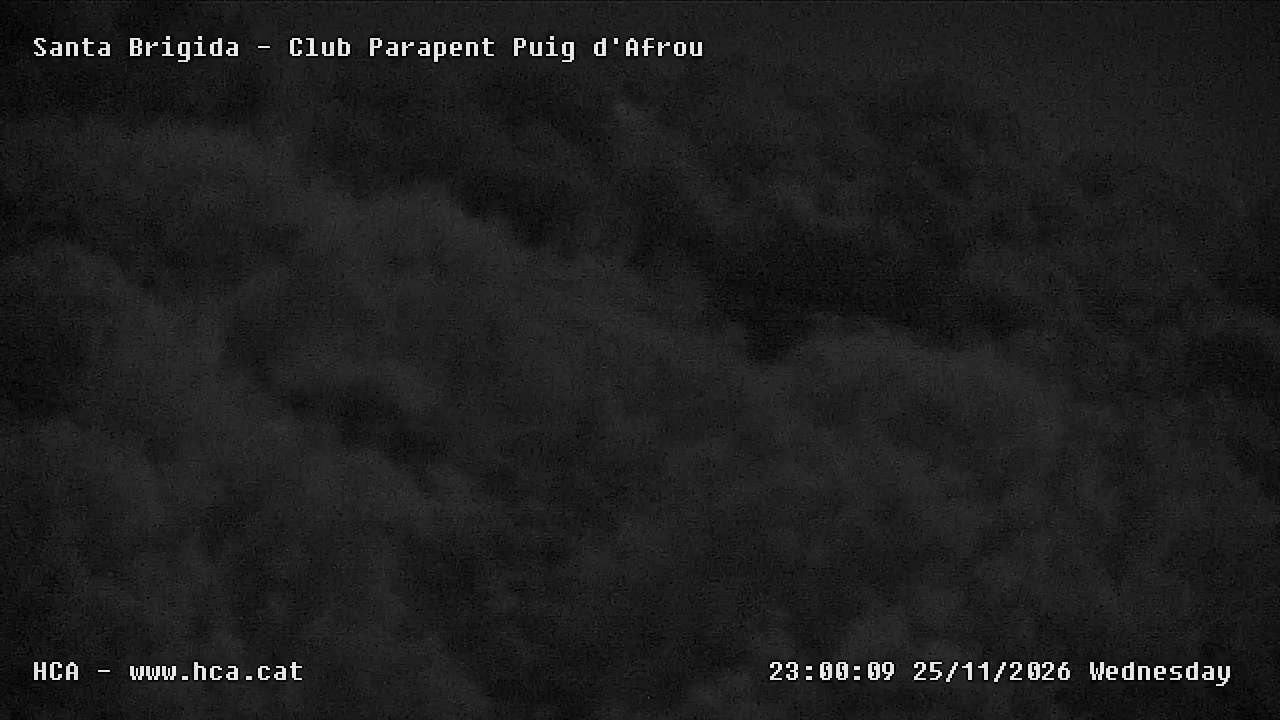 Santa Brigida - Club Parapent Puig d'Afrou
HCA - www.hca.cat
23:00:09 25/11/2026 Wednesday